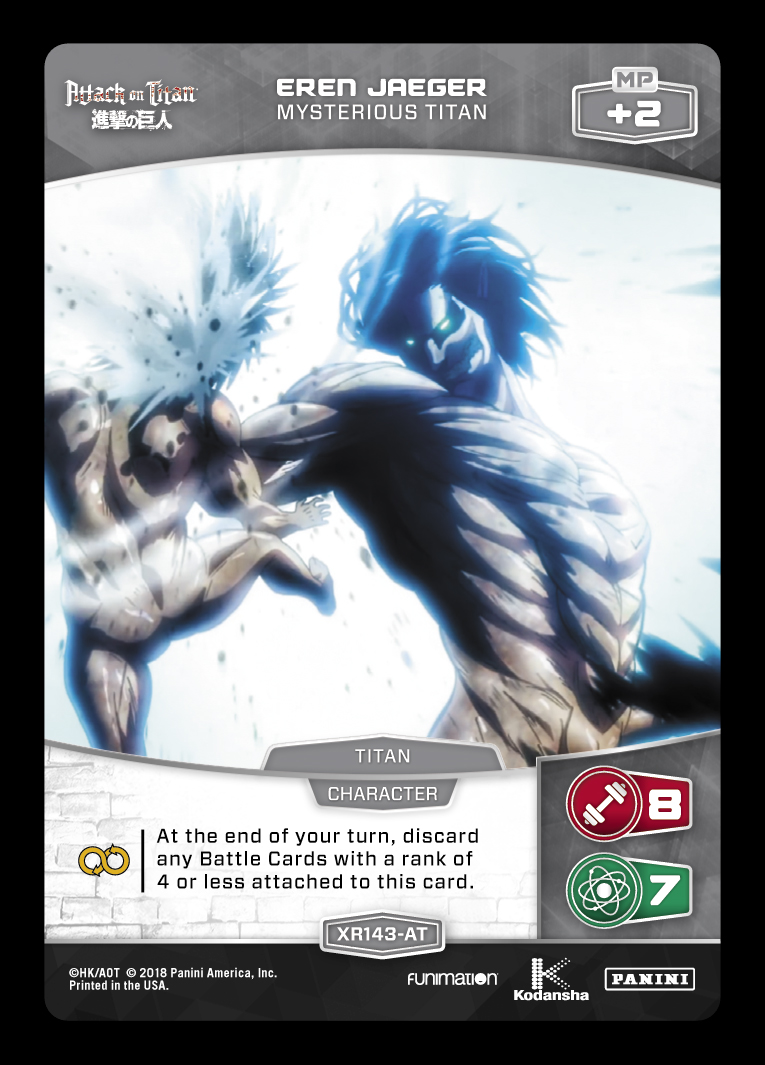 Attack on Titan
進撃の巨人
EREN JAEGER
MYSTERIOUS TITAN
MP
+2
TITAN
CHARACTER
At the end of your turn, discard
any Battle Cards with a rank of
4 or less attached to this card.
8
7
XR143-AT
©HK/AOT © 2018 Panini America, Inc.
Printed in the USA.
FUNIMATION
Kodansha
PANINI